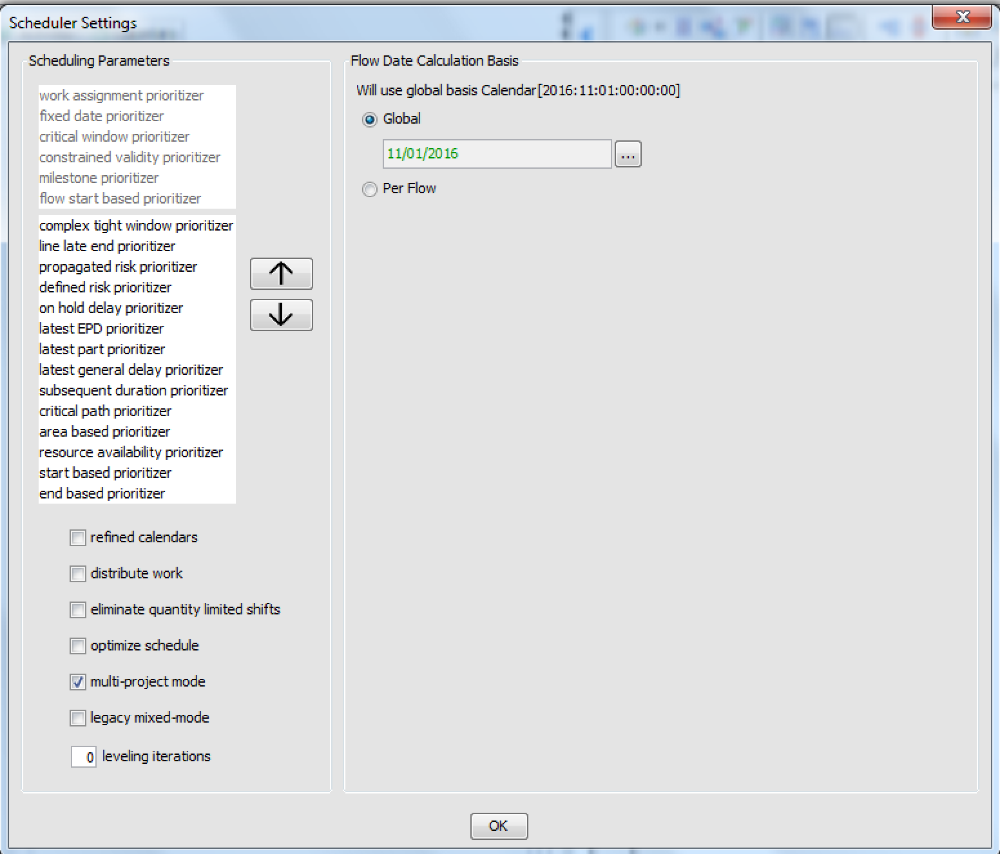 Scheduler Settings
Scheduling Parameters
work assignment prioritizer
fixed date prioritizer
critical window prioritizer
constrained validity prioritizer
milestone prioritizer
flow start based prioritizer
complex tight window prioritizer
line late end prioritizer
propagated risk prioritizer
defined risk prioritizer
on hold delay prioritizer
latest EPD prioritizer
latest part prioritizer
latest general delay prioritizer
subsequent duration prioritizer
critical path prioritizer
area based prioritizer
resource availability prioritizer
start based prioritizer
end based prioritizer
refined calendars
distribute work
eliminate quantity limited shifts
optimize schedule
multi-project mode
legacy mixed-mode
0 leveling iterations
Flow Date Calculation Basis
Will use global basis Calendar[2016:11:01:00:00:00]
Global
11/01/2016 ...
Per Flow
OK